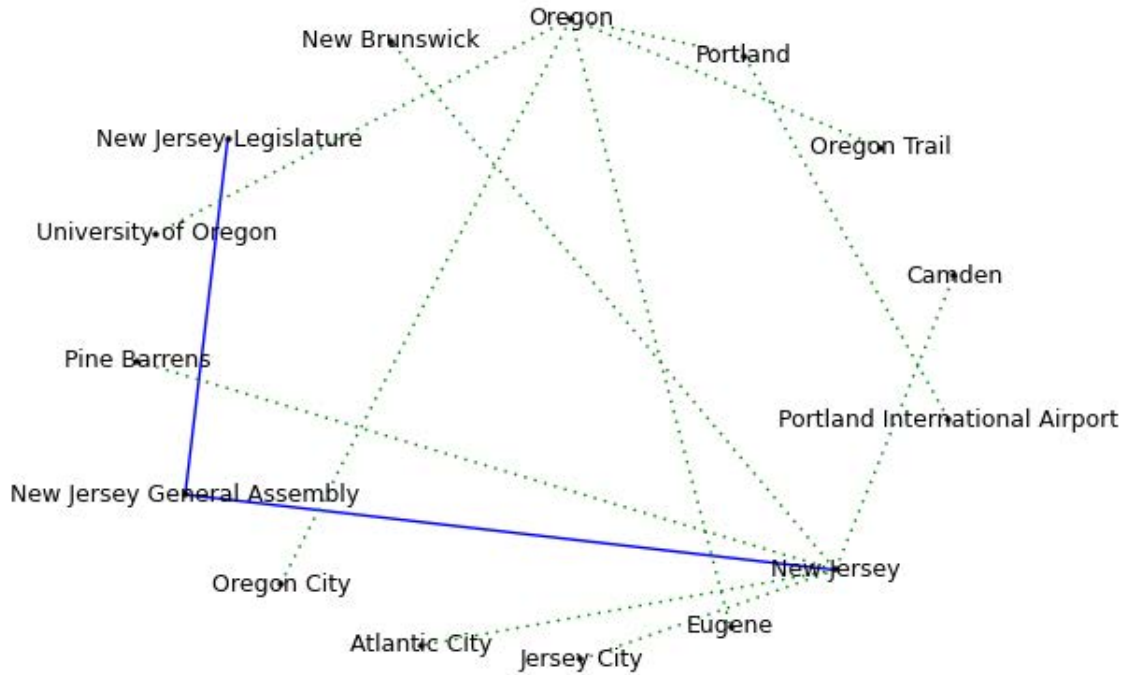 Oregon
New Brunswick
Portland
New Jersey Legislature
Oregon Trail
University of Oregon
Camden
Pine Barrens
Portland International Airport
New Jersey General Assembly
New Jersey
Oregon City
Eugene
Atlantic City
Jersey City